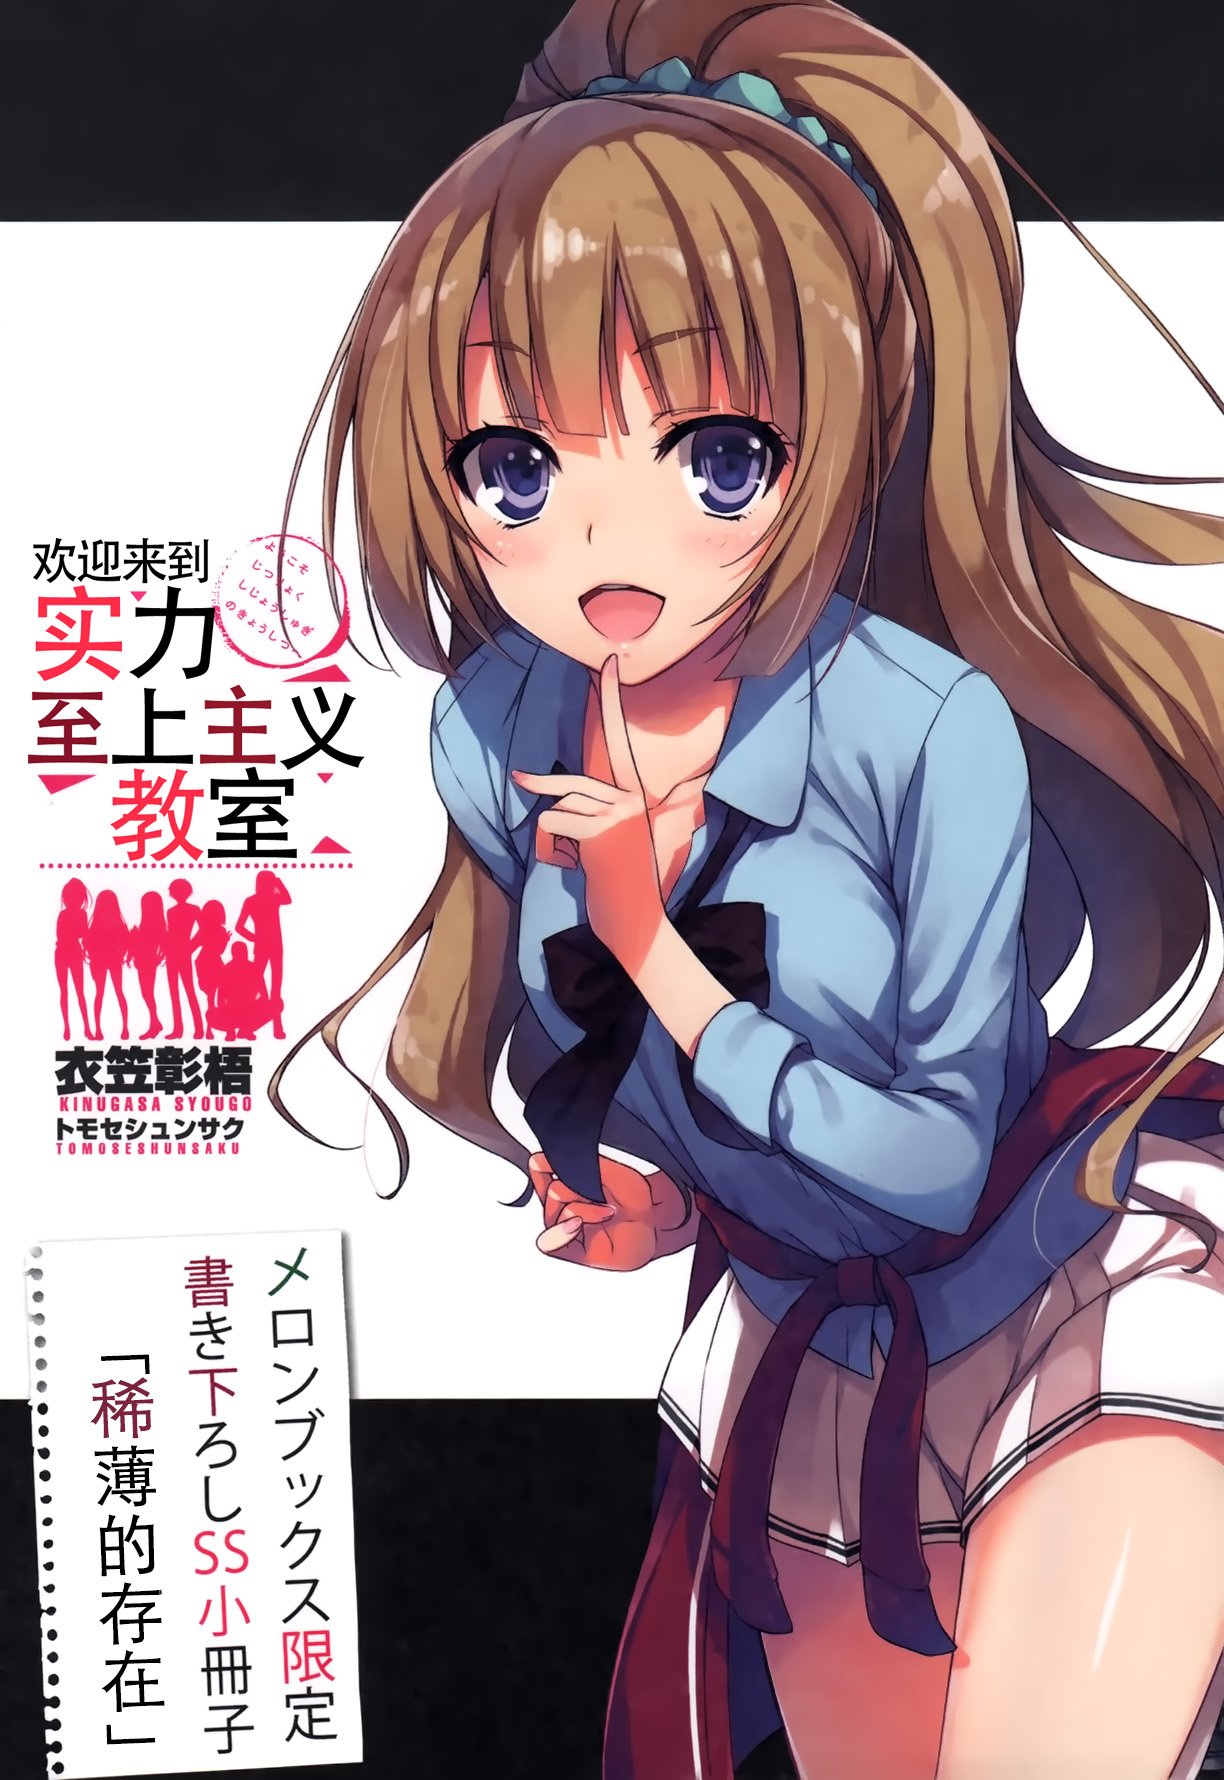 欢迎来到
ようこそ
じつりょく
しじょうしゅぎ
のきょうしつへ
实力
至上主义
教室
衣笠彰梧
KINUGASA SYOUGO
トモセシュンサク
TOMOSESHUNSAKU
メロンブックス限定
書き下ろしSS小冊子
「稀薄的存在」